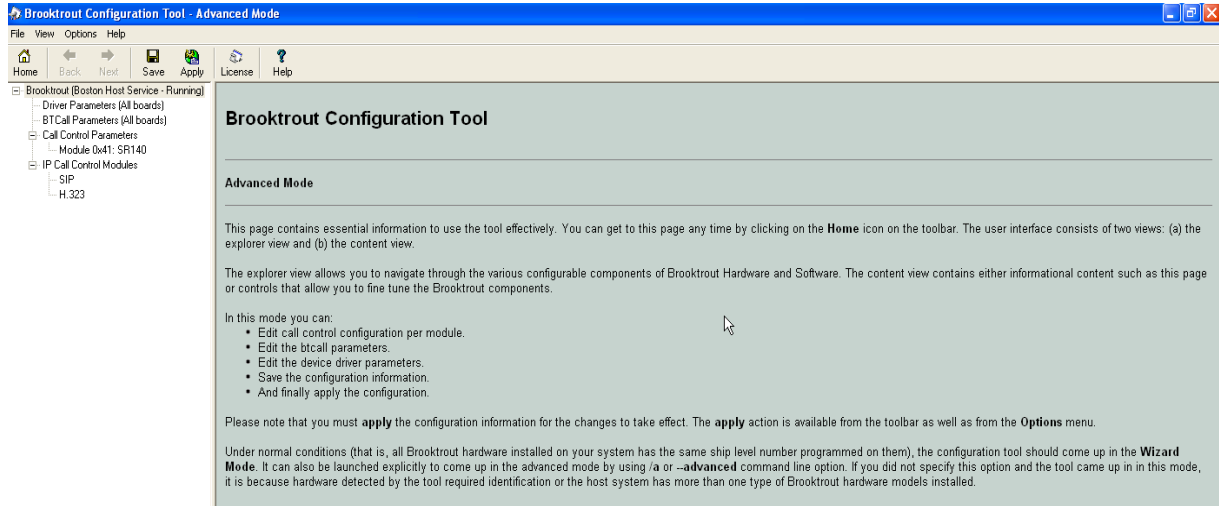 Brooktrout Configuration Tool - Advanced Mode
File View Options Help
Home Back Next Save Apply License Help
Brooktrout (Boston Host Service - Running)
Driver Parameters (All boards)
BTCall Parameters (All boards)
Call Control Parameters
Module 0x41: SR140
IP Call Control Modules
SIP
H.323
Brooktrout Configuration Tool
Advanced Mode
This page contains essential information to use the tool effectively. You can get to this page any time by clicking on the Home icon on the toolbar. The user interface consists of two views: (a) the
explorer view and (b) the content view.
The explorer view allows you to navigate through the various configurable components of Brooktrout Hardware and Software. The content view contains either informational content such as this page
or controls that allow you to fine tune the Brooktrout components.
In this mode you can:
• Edit call control configuration per module.
• Edit the btcall parameters.
• Edit the device driver parameters.
• Save the configuration information.
• And finally apply the configuration.
Please note that you must apply the configuration information for the changes to take effect. The apply action is available from the toolbar as well as from the Options menu.
Under normal conditions (that is, all Brooktrout hardware installed on your system has the same ship level number programmed on them), the configuration tool should come up in the Wizard
Mode. It can also be launched explicitly to come up in the advanced mode by using /a or --advanced command line option. If you did not specify this option and the tool came up in in this mode,
it is because hardware detected by the tool required identification or the host system has more than one type of Brooktrout hardware models installed.